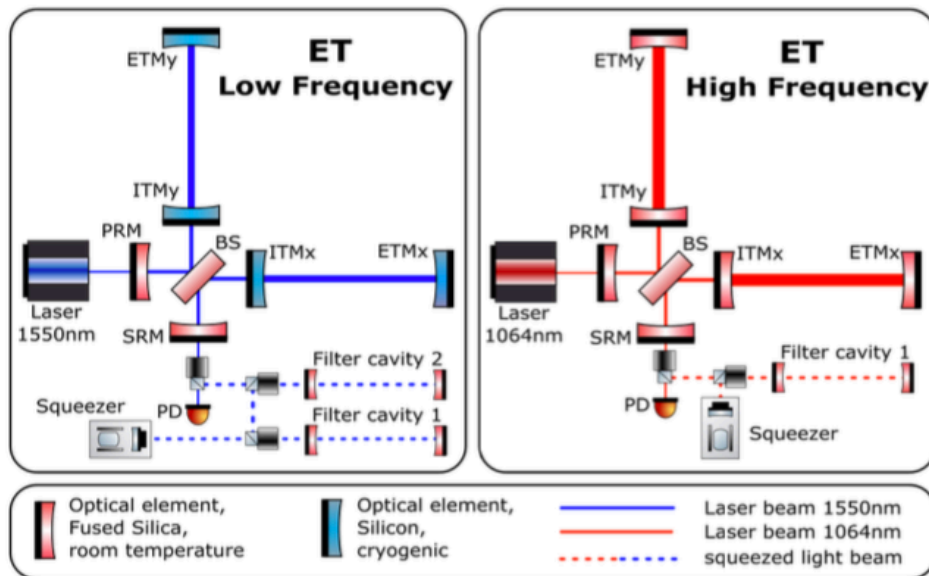 ET
Low Frequency
ETMy
ITMy
PRM
BS
ITMx
ETMx
Laser
1550nm
SRM
Filter cavity 2
Squeezer
PD
Filter cavity 1
ET
High Frequency
ETMy
ITMy
PRM
BS
ITMx
ETMx
Laser
1064nm
SRM
Filter cavity 1
PD
Squeezer
Optical element,
Fused Silica,
room temperature
Optical element,
Silicon,
cryogenic
Laser beam 1550nm
Laser beam 1064nm
squeezed light beam